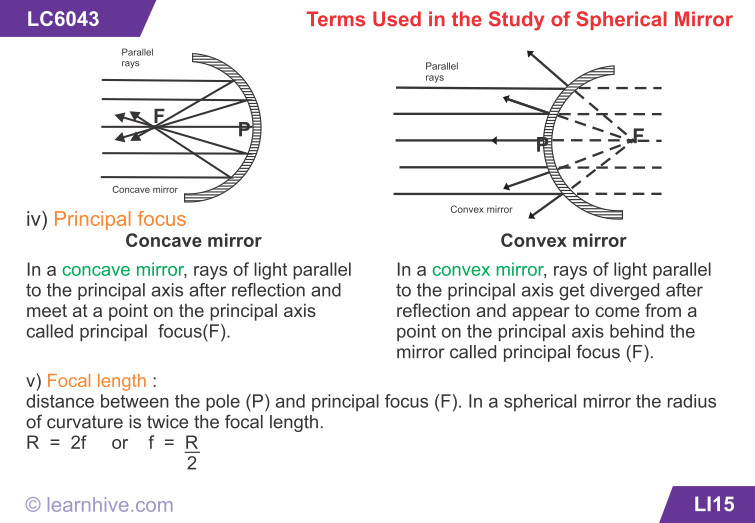 LC6043
Terms Used in the Study of Spherical Mirror
Parallel
rays
F
P
Concave mirror
Parallel
rays
P
F
Convex mirror
iv) Principal focus
Concave mirror
In a concave mirror, rays of light parallel
to the principal axis after reflection and
meet at a point on the principal axis
called principal focus(F).
Convex mirror
In a convex mirror, rays of light parallel
to the principal axis get diverged after
reflection and appear to come from a
point on the principal axis behind the
mirror called principal focus (F).
v) Focal length :
distance between the pole (P) and principal focus (F). In a spherical mirror the radius
of curvature is twice the focal length.
R = 2f or f = R
2
© learnhive.com
LI15